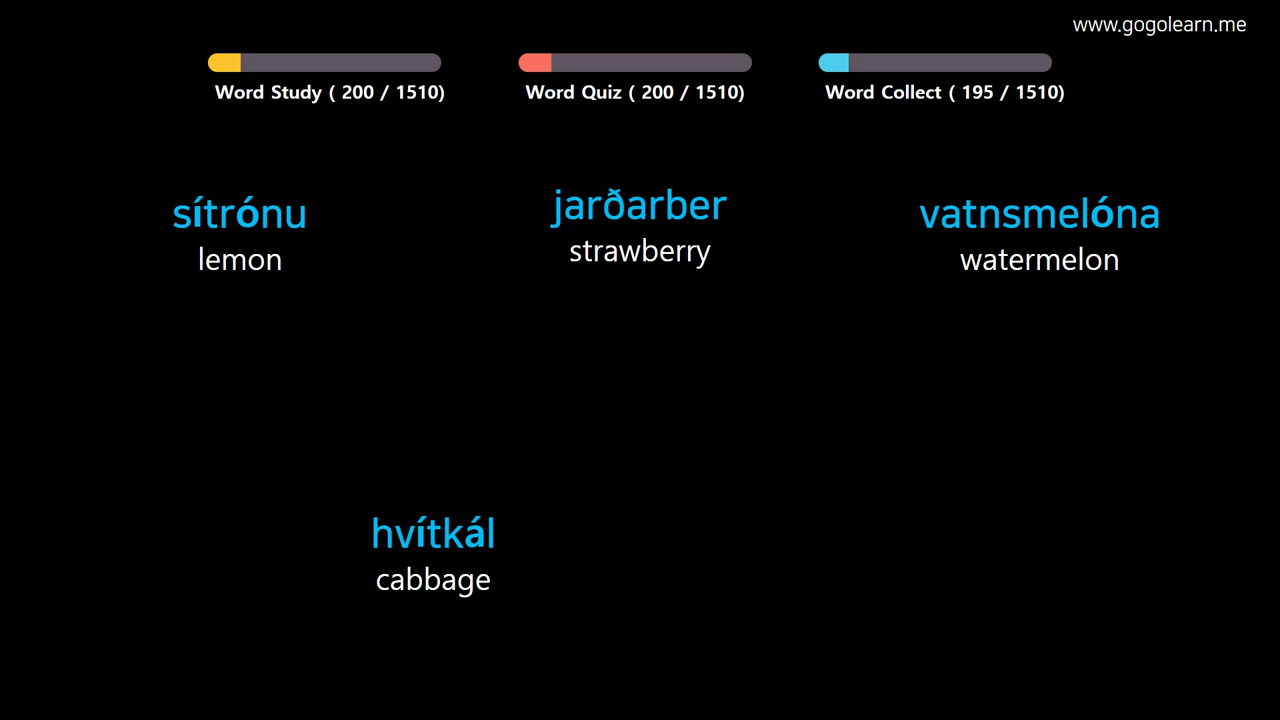 www.gogolearn.me
Word Study ( 200 / 1510)
Word Quiz ( 200 / 1510)
Word Collect ( 195 / 1510)
sítrónu
lemon
jarðarber
strawberry
vatnsmelóna
watermelon
hvítkál
cabbage